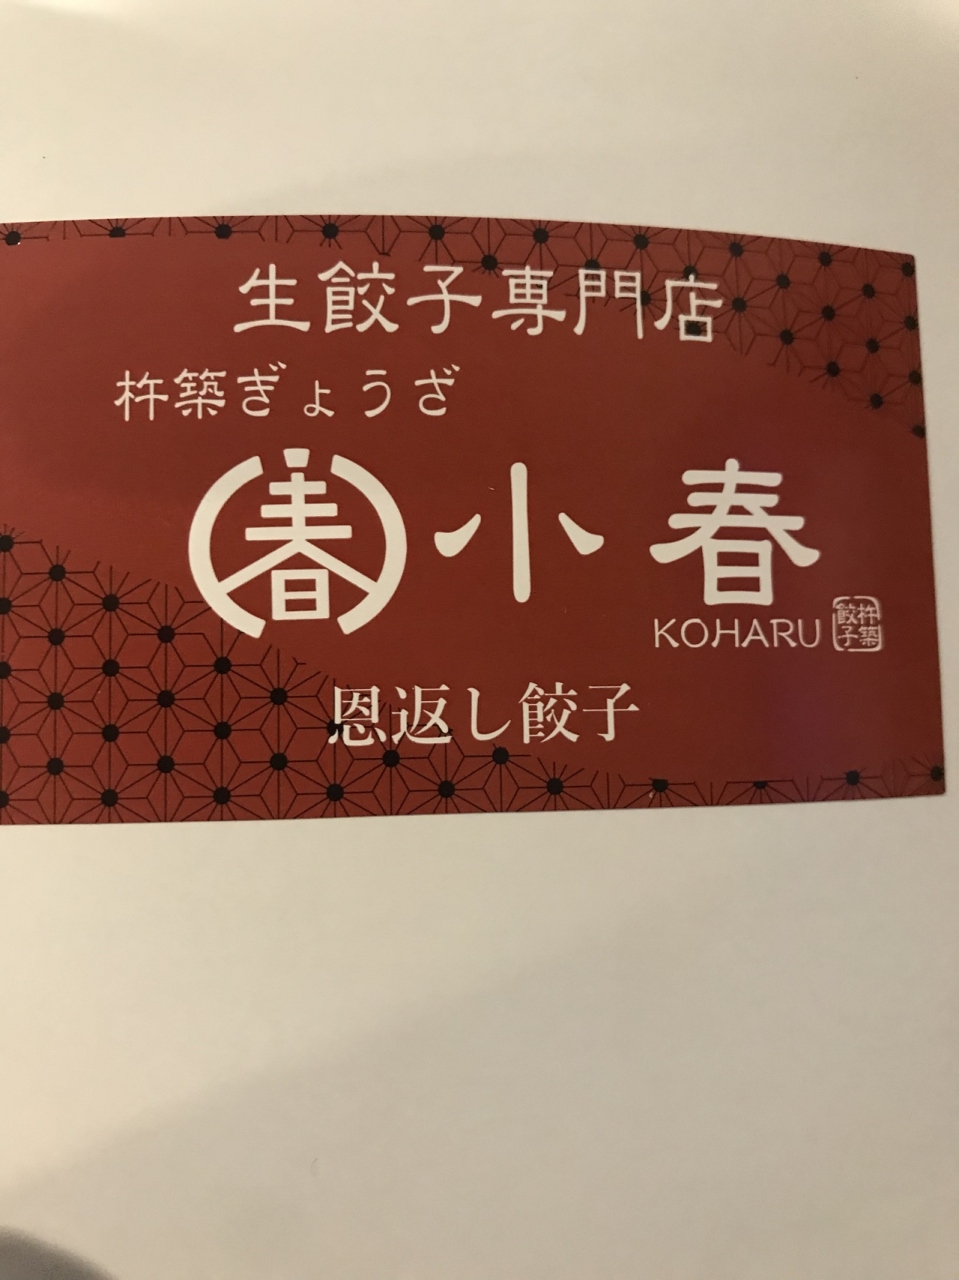 生餃子専門店
杵築ぎょうざ
春 小春
KOHARU 杵築餃子
恩返し餃子